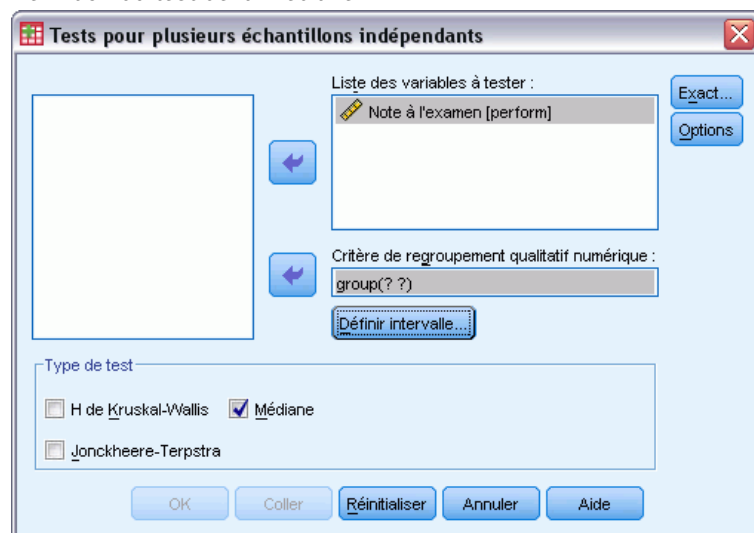 Tests pour plusieurs échantillons indépendants
Liste des variables à tester :
Note à l'examen [perform]
Exact...
Options
Critère de regroupement qualitatif numérique :
group(? ?)
Définir intervalle...
Type de test
H de Kruskal-Wallis
Médiane
Jonckheere-Terpstra
OK
Coller
Réinitialiser
Annuler
Aide